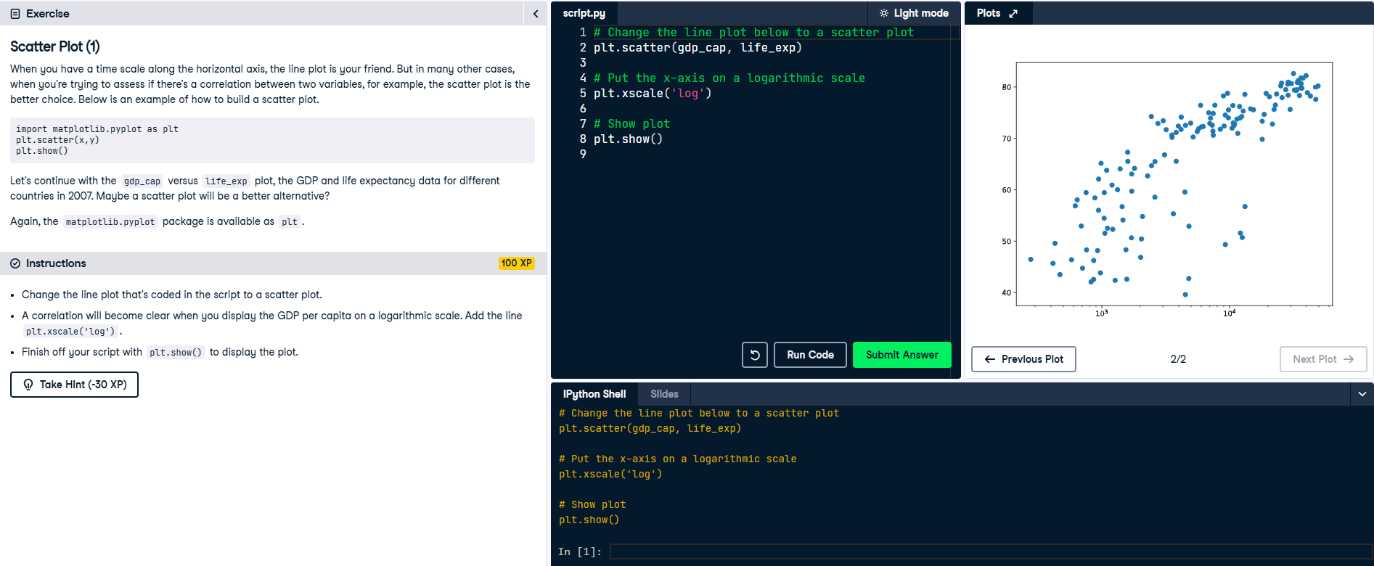 Exercise
Scatter Plot (1)
When you have a time scale along the horizontal axis, the line plot is your friend. But in many other cases,
when you're trying to assess if there's a correlation between two variables, for example, the scatter plot is the
better choice. Below is an example of how to build a scatter plot.
import matplotlib.pyplot as plt
plt.scatter(x,y)
plt.show()
Let's continue with the gdp_cap versus life_exp plot, the GDP and life expectancy data for different
countries in 2007. Maybe a scatter plot will be a better alternative?
Again, the matplotlib.pyplot package is available as plt.
Instructions 100 XP
• Change the line plot that's coded in the script to a scatter plot.
• A correlation will become clear when you display the GDP per capita on a logarithmic scale. Add the line
plt.xscale('log').
• Finish off your script with plt.show() to display the plot.
Take Hint (-30 XP)
script.py Light mode
1 # Change the line plot below to a scatter plot
2 plt.scatter(gdp_cap, life_exp)
3
4 # Put the x-axis on a logarithmic scale
5 plt.xscale('log')
6
7 # Show plot
8 plt.show()
9
Run Code Submit Answer
Plots
80
70
60
50
40
10³ 10⁴
Previous Plot 2/2 Next Plot
IPython Shell Slides
# Change the line plot below to a scatter plot
plt.scatter(gdp_cap, life_exp)
# Put the x-axis on a logarithmic scale
plt.xscale('log')
# Show plot
plt.show()
In [1]: